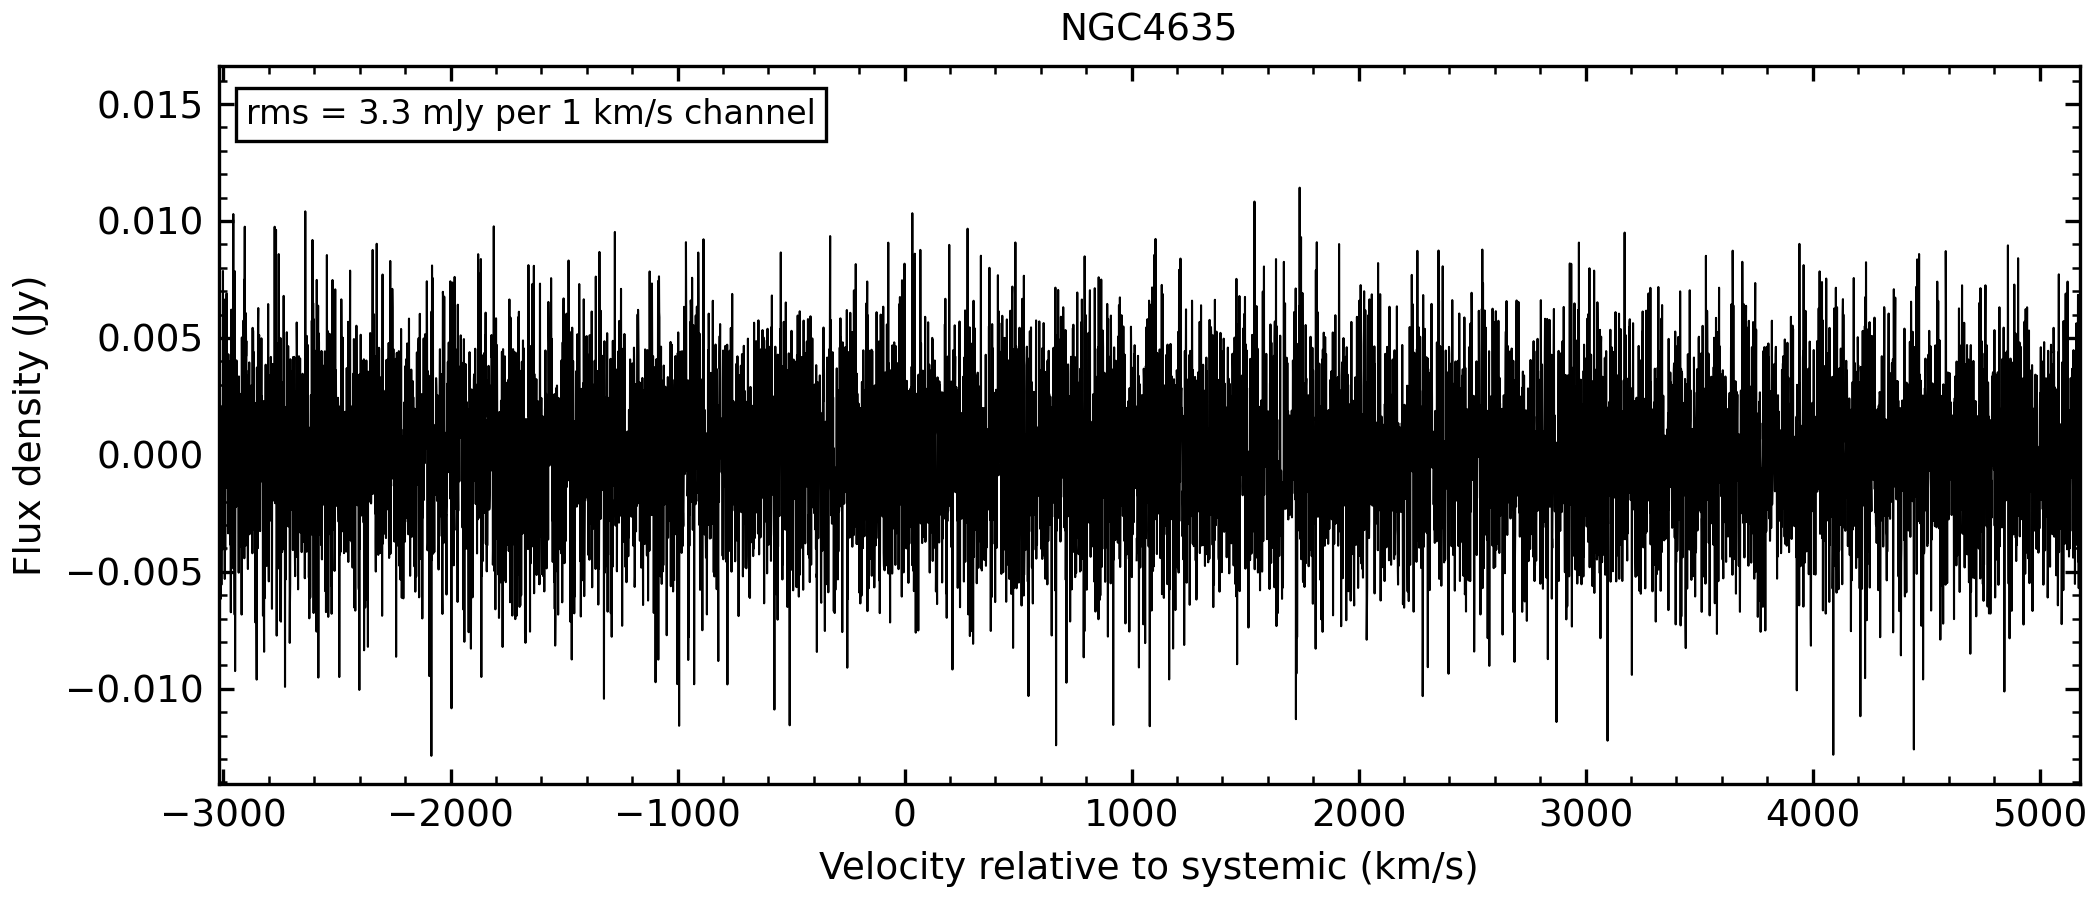 NGC4635
rms = 3.3 mJy per 1 km/s channel
0.015
0.010
0.005
0.000
−0.005
−0.010
Flux density (Jy)
−3000 −2000 −1000 0 1000 2000 3000 4000 5000
Velocity relative to systemic (km/s)